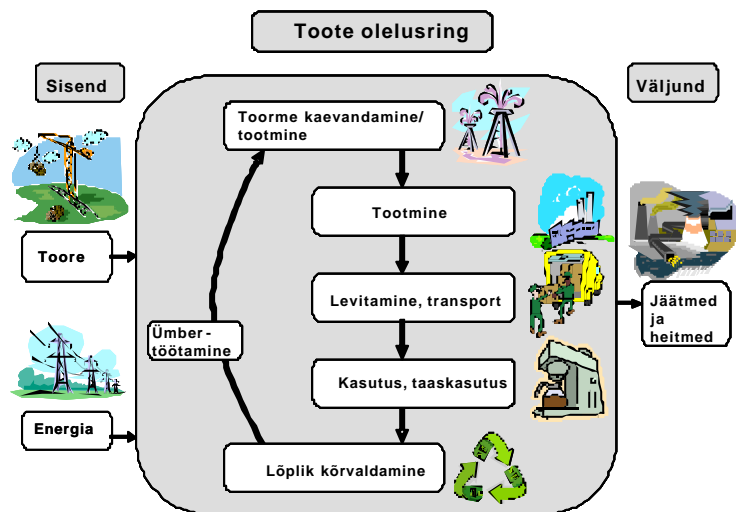 Toote olelusring
Sisend
Väljund
Toorme kaevandamine/
tootmine
Tootmine
Toore
Levitamine, transport
Jäätmed
ja
heitmed
Ümber-
töötamine
Kasutus, taaskasutus
Energia
Lõplik kõrvaldamine